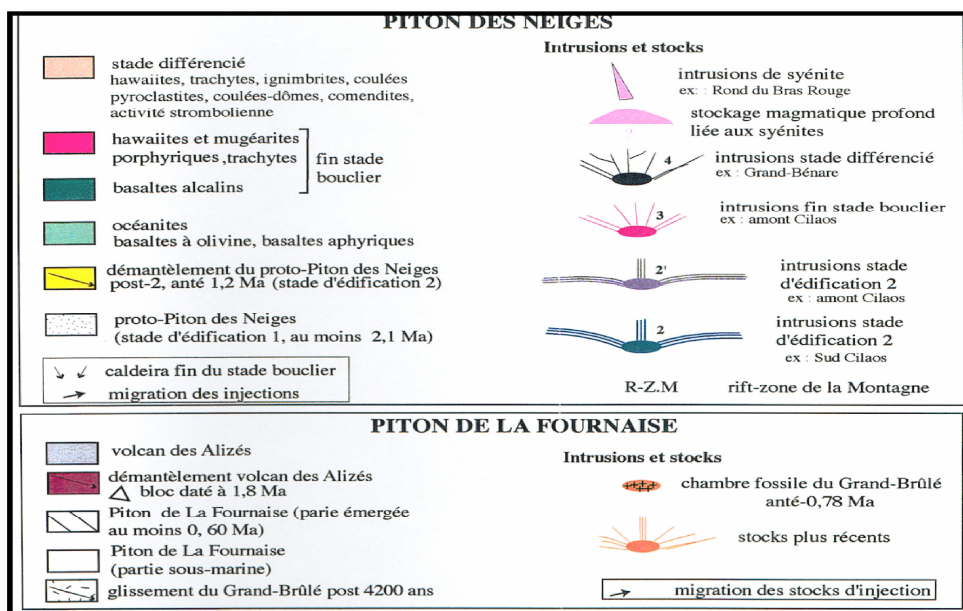 PITON DES NEIGES
stade différencié
hawaiites, trachytes, ignimbrites, coulées
pyroclastites, coulées-dômes, comendites,
activité strombolienne
hawaiites et mugéarites
porphyriques ,trachytes
fin stade
bouclier
basaltes alcalins
océanites
basaltes à olivine, basaltes aphyriques
démantèlement du proto-Piton des Neiges
post-2, anté 1,2 Ma (stade d'édification 2)
proto-Piton des Neiges
(stade d'édification 1, au moins 2,1 Ma)
caldeira fin du stade bouclier
migration des injections
Intrusions et stocks
intrusions de syénite
ex: : Rond du Bras Rouge
stockage magmatique profond
liée aux syénites
4
intrusions stade différencié
ex : Grand-Bénare
3
intrusions fin stade bouclier
ex : amont Cilaos
2'
intrusions stade
d'édification 2
ex : amont Cilaos
2
intrusions stade
d'édification 2
ex : Sud Cilaos
R-Z.M rift-zone de la Montagne
PITON DE LA FOURNAISE
volcan des Alizés
démantèlement volcan des Alizés
bloc daté à 1,8 Ma
Piton de La Fournaise (parie émergée
au moins 0, 60 Ma)
Piton de La Fournaise
(partie sous-marine)
glissement du Grand-Brûlé post 4200 ans
Intrusions et stocks
chambre fossile du Grand-Brûlé
anté-0,78 Ma
stocks plus récents
migration des stocks d'injection